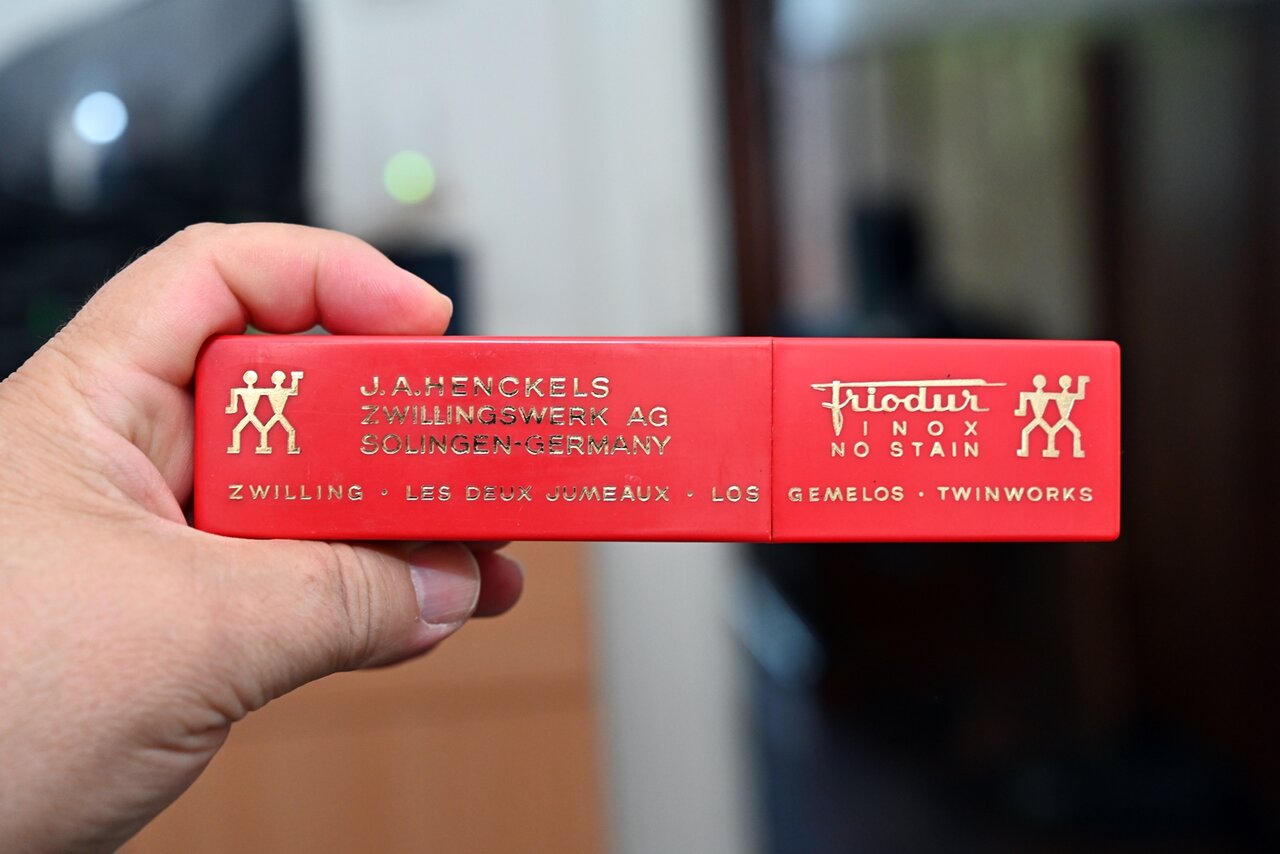 J.A.HENCKELS
ZWILLINGSWERK AG
SOLINGEN-GERMANY
friodur
INOX
NO STAIN
ZWILLING · LES DEUX JUMEAUX · LOS GEMELOS · TWINWORKS